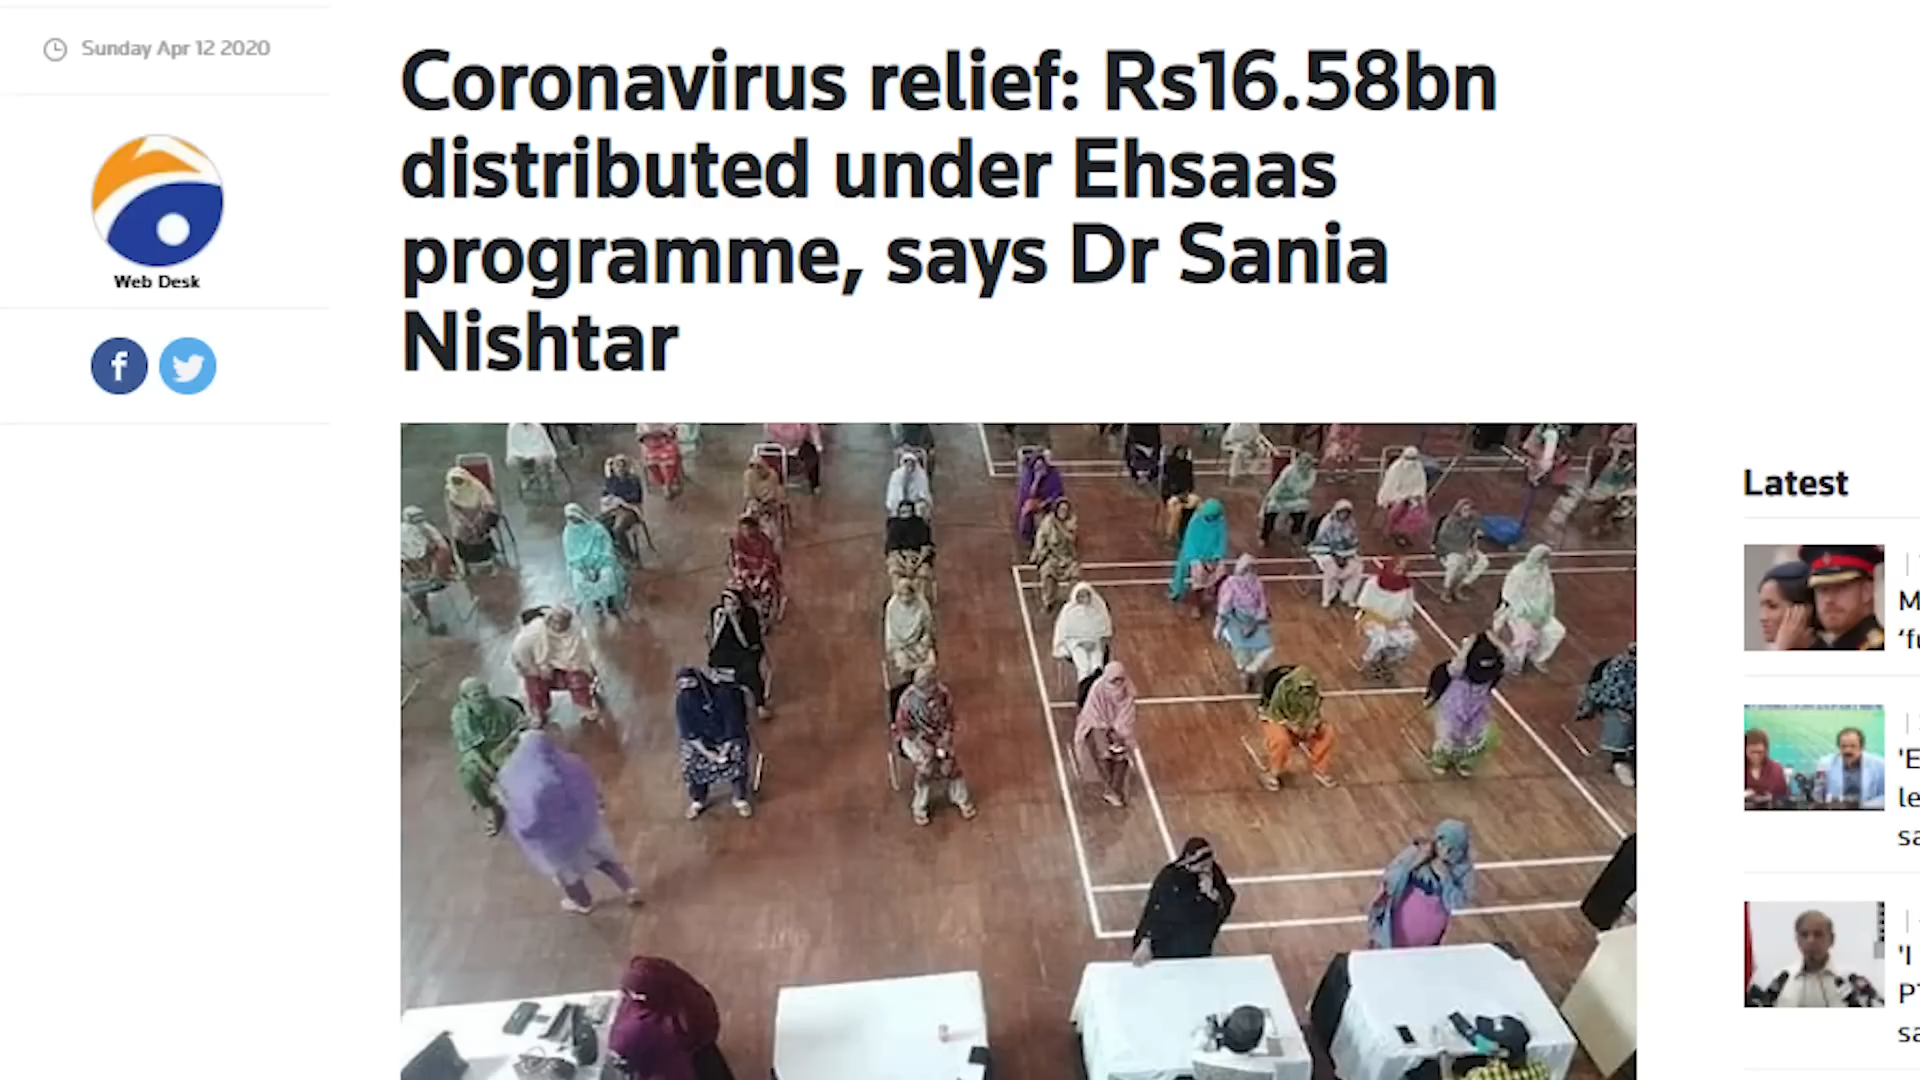 Sunday Apr 12 2020
Web Desk
Coronavirus relief: Rs16.58bn
distributed under Ehsaas
programme, says Dr Sania
Nishtar
Latest